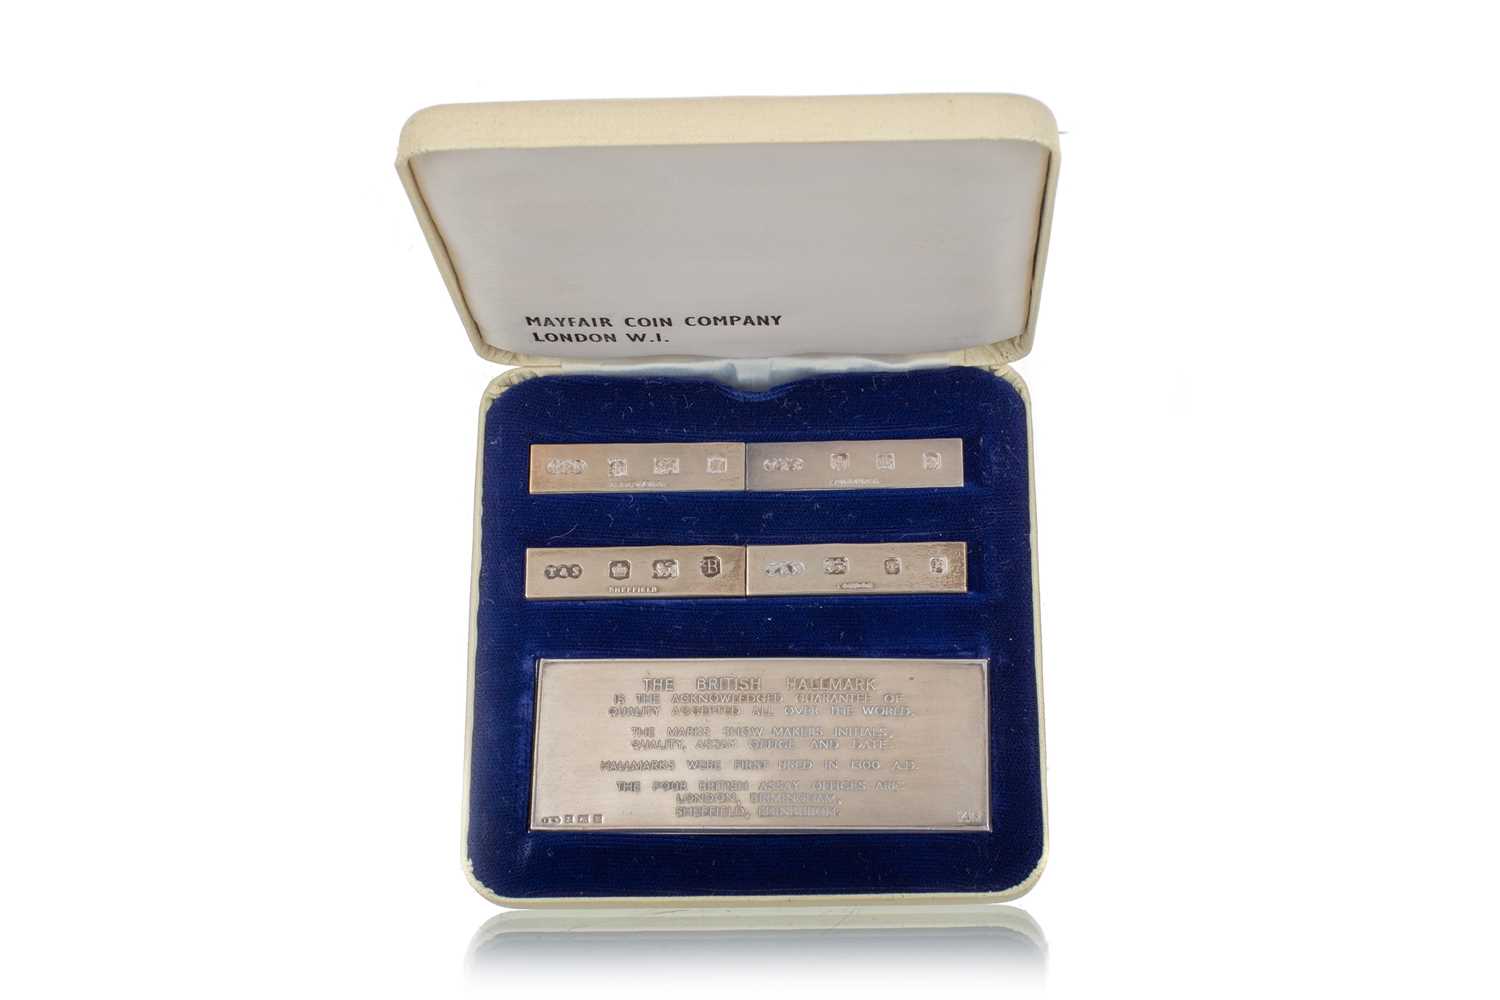 MAYFAIR COIN COMPANY
LONDON W.I.
T&S B
SHEFFIELD
THE BRITISH HALLMARK
IS THE ACKNOWLEDGED GUARANTEE OF
QUALITY ACCEPTED ALL OVER THE WORLD.
THE MARKS SHOW-MAKERS INITIALS,
QUALITY, ASSAY OFFICE AND DATE
HALLMARKS WERE FIRST USED IN 1300 A.D.
THE FOUR BRITISH ASSAY OFFICES ARE
LONDON, BIRMINGHAM,
SHEFFIELD, EDINBURGH.